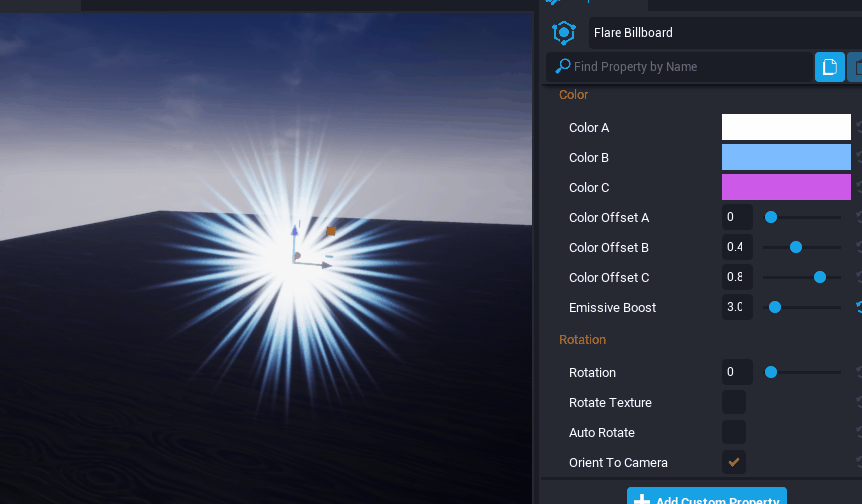 Flare Billboard
Find Property by Name
Color
Color A
Color B
Color C
Color Offset A 0
Color Offset B 0.4
Color Offset C 0.8
Emissive Boost 3.0
Rotation
Rotation 0
Rotate Texture
Auto Rotate
Orient To Camera
Add Custom Property